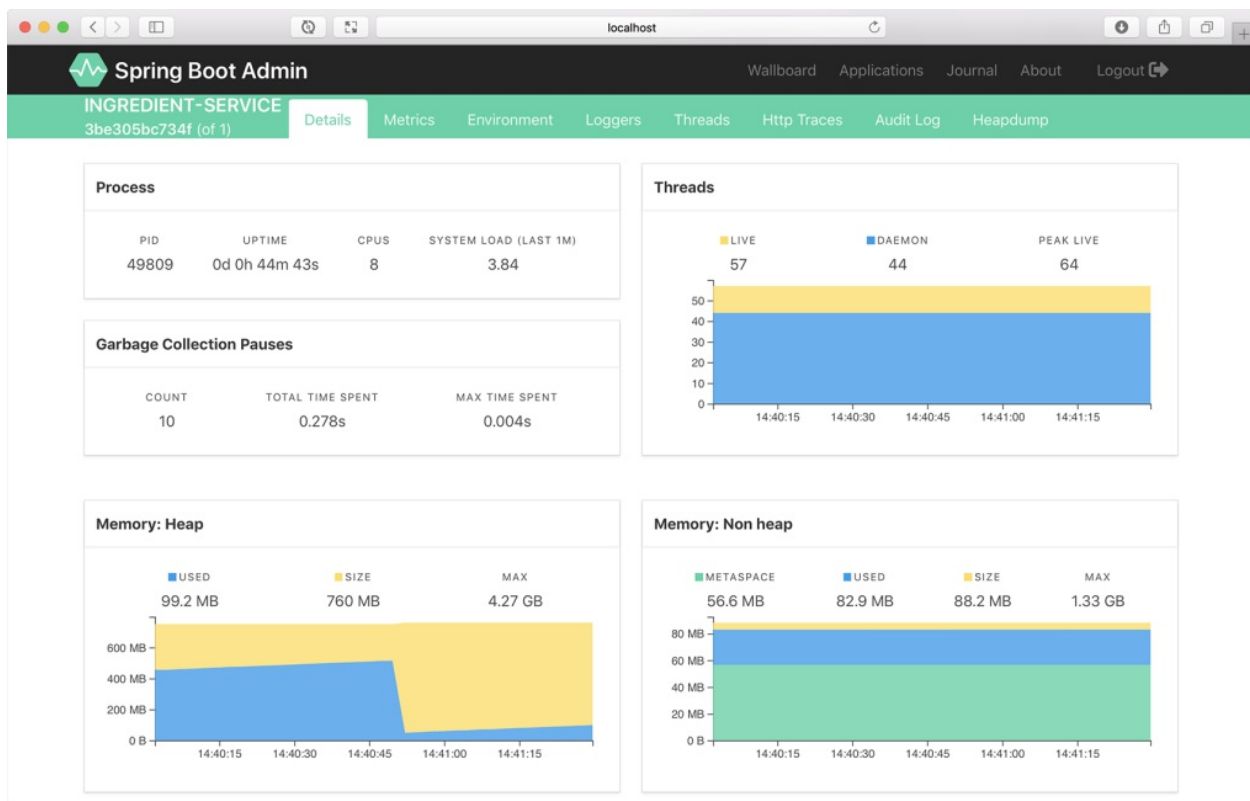 localhost
Spring Boot Admin
Wallboard Applications Journal About Logout
INGREDIENT-SERVICE
3be305bc734f (of 1)
Details Metrics Environment Loggers Threads Http Traces Audit Log Heapdump
Process
PID UPTIME CPUS SYSTEM LOAD (LAST 1M)
49809 0d 0h 44m 43s 8 3.84
Garbage Collection Pauses
COUNT TOTAL TIME SPENT MAX TIME SPENT
10 0.278s 0.004s
Threads
LIVE DAEMON PEAK LIVE
57 44 64
50
40
30
20
10
0
14:40:15 14:40:30 14:40:45 14:41:00 14:41:15
Memory: Heap
USED SIZE MAX
99.2 MB 760 MB 4.27 GB
600 MB
400 MB
200 MB
0 B
14:40:15 14:40:30 14:40:45 14:41:00 14:41:15
Memory: Non heap
METASPACE USED SIZE MAX
56.6 MB 82.9 MB 88.2 MB 1.33 GB
80 MB
60 MB
40 MB
20 MB
0 B
14:40:15 14:40:30 14:40:45 14:41:00 14:41:15